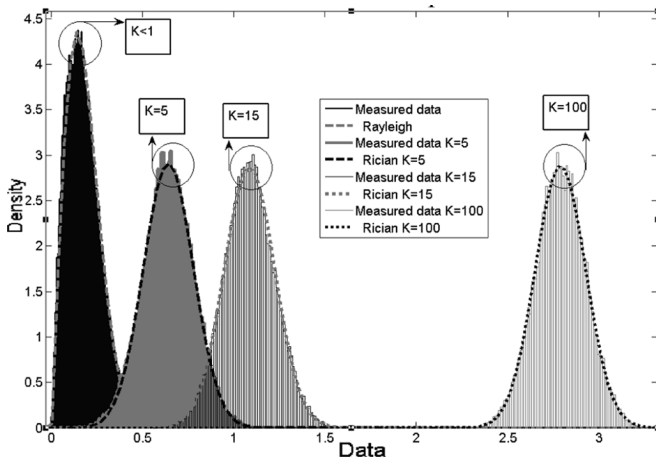 4.5
4
3.5
3
2.5
2
1.5
1
0.5
0
Density
K<1
K=5
K=15
K=100
Measured data
Rayleigh
Measured data K=5
Rician K=5
Measured data K=15
Rician K=15
Measured data K=100
Rician K=100
0 0.5 1 1.5 2 2.5 3
Data